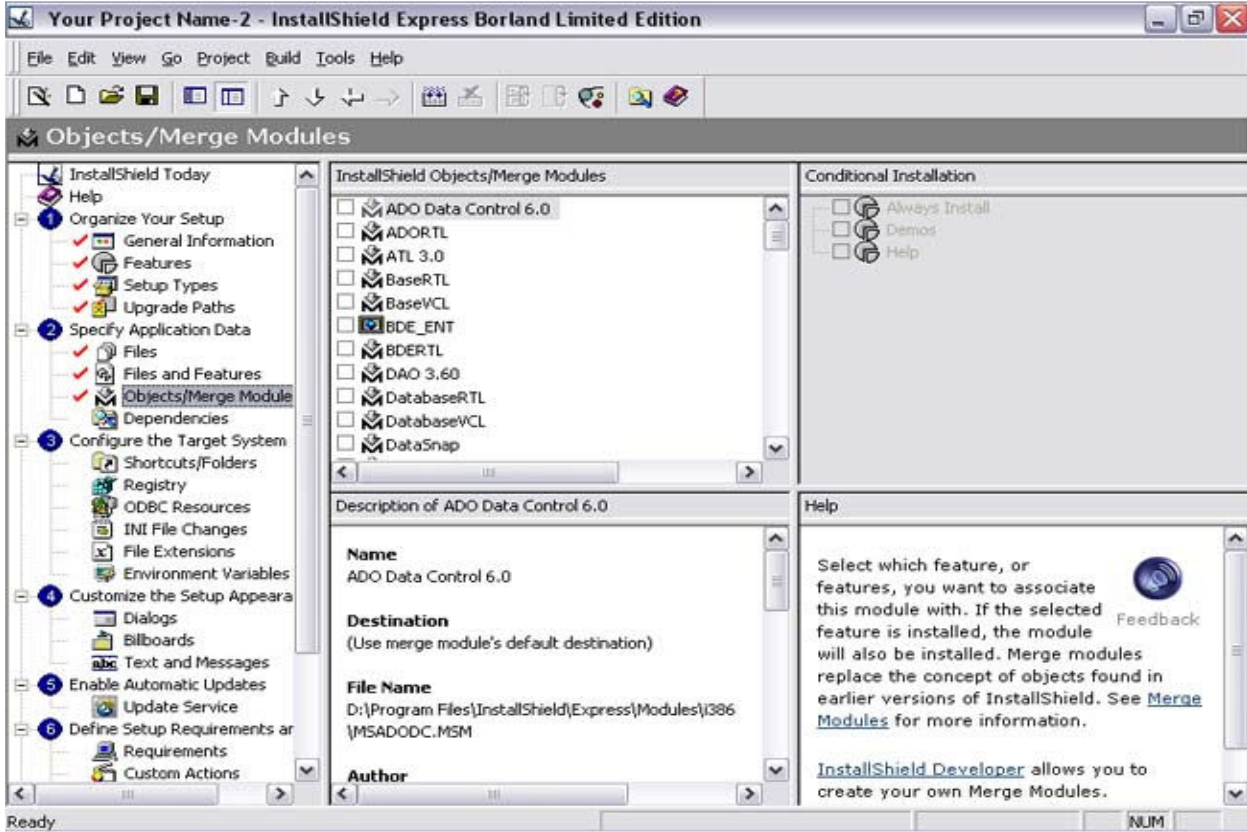 Your Project Name-2 - InstallShield Express Borland Limited Edition
File Edit View Go Project Build Tools Help
Objects/Merge Modules
InstallShield Today
Help
1 Organize Your Setup
General Information
Features
Setup Types
Upgrade Paths
2 Specify Application Data
Files
Files and Features
Objects/Merge Module
Dependencies
3 Configure the Target System
Shortcuts/Folders
Registry
ODBC Resources
INI File Changes
File Extensions
Environment Variables
4 Customize the Setup Appeara
Dialogs
Billboards
abc Text and Messages
5 Enable Automatic Updates
Update Service
6 Define Setup Requirements ar
Requirements
Custom Actions
InstallShield Objects/Merge Modules
ADO Data Control 6.0
ADORTL
ATL 3.0
BaseRTL
BaseVCL
BDE_ENT
BDERTL
DAO 3.60
DatabaseRTL
DatabaseVCL
DataSnap
Conditional Installation
Always Install
Demos
Help
Description of ADO Data Control 6.0
Name
ADO Data Control 6.0
Destination
(Use merge module's default destination)
File Name
D:\Program Files\InstallShield\Express\Modules\i386
\MSADODC.MSM
Author
Help
Select which feature, or
features, you want to associate
this module with. If the selected
feature is installed, the module
will also be installed. Merge modules
replace the concept of objects found in
earlier versions of InstallShield. See Merge
Modules for more information.
Feedback
InstallShield Developer allows you to
create your own Merge Modules.
Ready
NUM